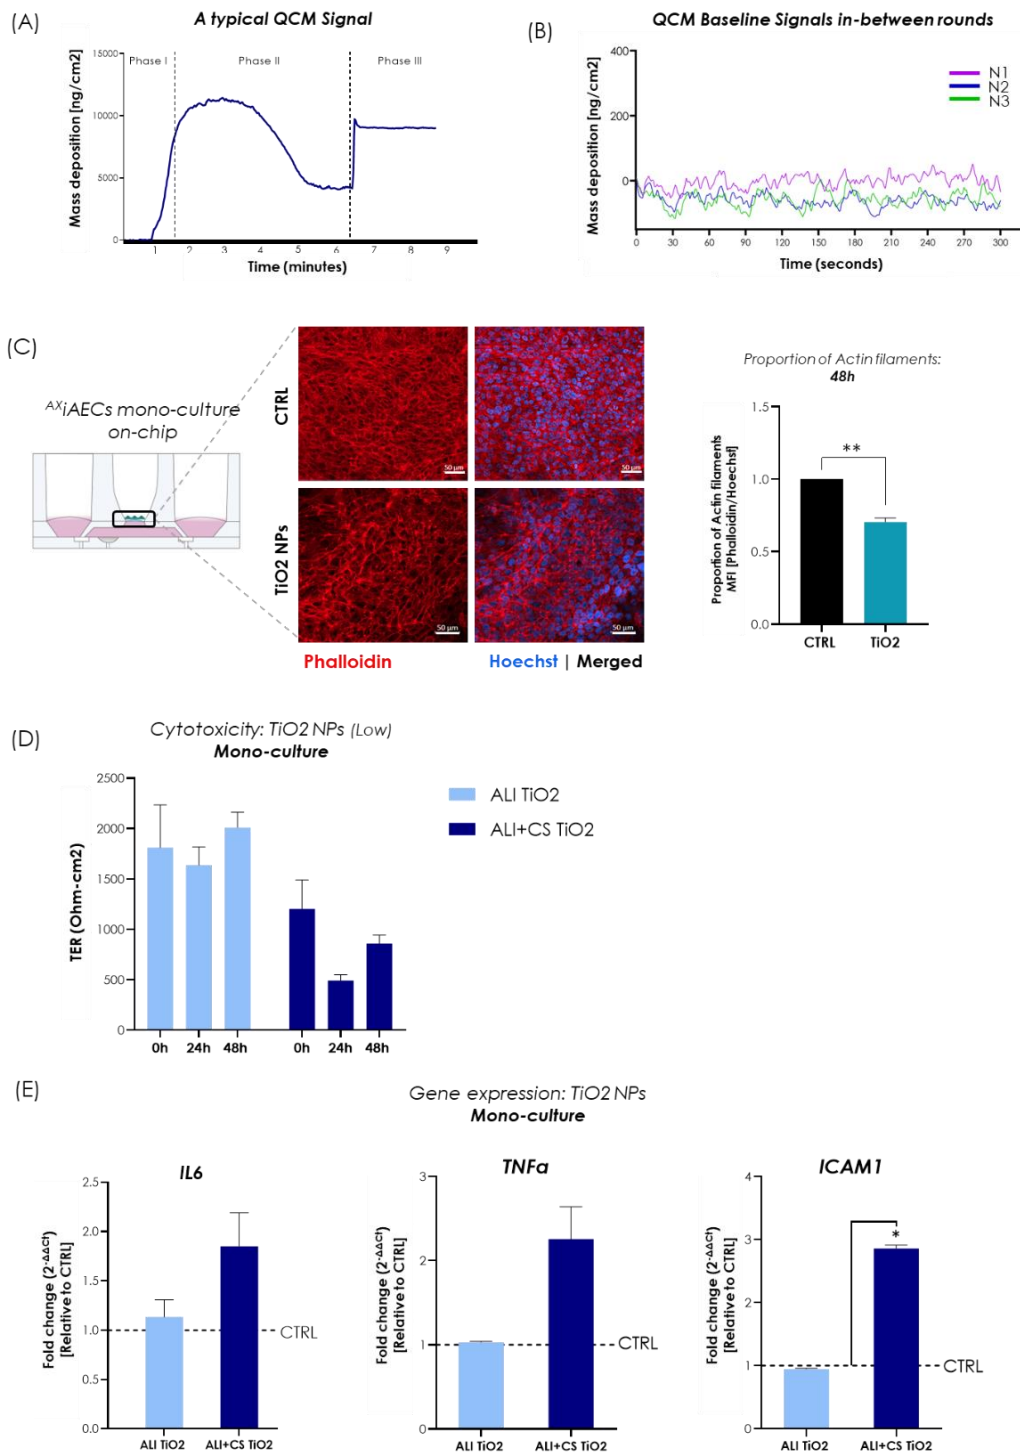 (A)
A typical QCM Signal
Mass deposition [ng/cm2]
15000
10000
5000
0
Phase I
Phase II
Phase III
1 2 3 4 5 6 7 8 9
Time (minutes)
(B)
QCM Baseline Signals in-between rounds
Mass deposition [ng/cm2]
400
200
0
N1
N2
N3
0 30 60 90 120 150 180 210 240 270 300
Time (seconds)
(C)
AXiAECs mono-culture
on-chip
CTRL
50 µm
50 µm
TiO2 NPs
50 µm
50 µm
Phalloidin
Hoechst | Merged
Proportion of Actin filaments:
48h
Proportion of Actin filaments
MFI [Phalloidin/Hoechst]
1.5
1.0
0.5
0.0
**
CTRL TiO2
(D)
Cytotoxicity: TiO2 NPs (Low)
Mono-culture
TER (Ohm-cm2)
2500
2000
1500
1000
500
0
0h 24h 48h 0h 24h 48h
ALI TiO2
ALI+CS TiO2
(E)
Gene expression: TiO2 NPs
Mono-culture
IL6
Fold change (2-ΔΔCt)
[Relative to CTRL]
2.5
2.0
1.5
1.0
0.5
0.0
CTRL
ALI TiO2 ALI+CS TiO2
TNFa
Fold change (2-ΔΔCt)
[Relative to CTRL]
3
2
1
0
CTRL
ALI TiO2 ALI+CS TiO2
ICAM1
Fold change (2-ΔΔCt)
[Relative to CTRL]
4
3
2
1
0
*
CTRL
ALI TiO2 ALI+CS TiO2